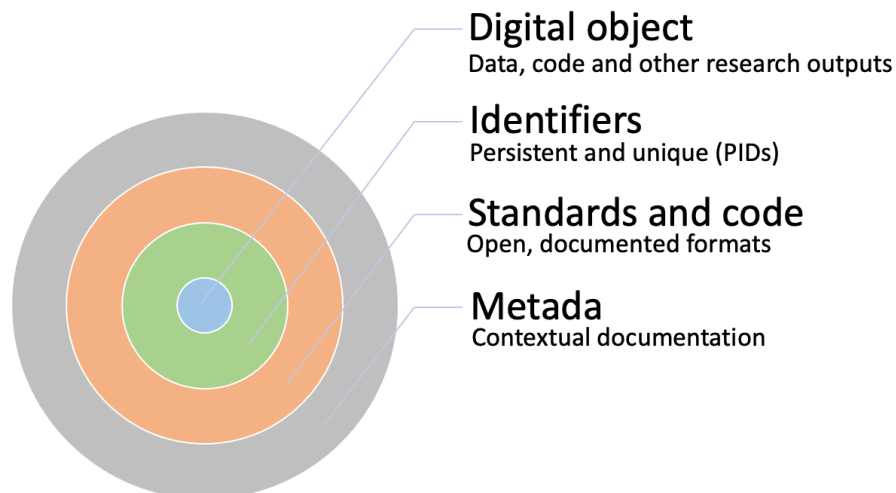 Digital object
Data, code and other research outputs
Identifiers
Persistent and unique (PIDs)
Standards and code
Open, documented formats
Metada
Contextual documentation